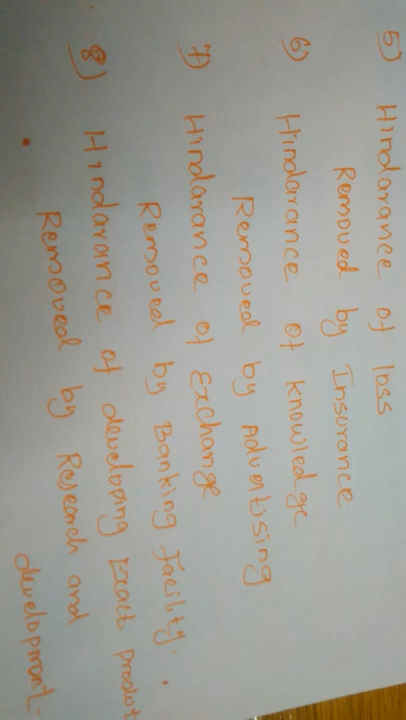 5) Hindarance of loss
Removed by Insurance
6) Hindarance of knowledge
Removed by Advertising
7) Hindarance of Exchange
Removed by Banking Facility.
8) Hindarance of developing Exact product
Removed by Research and
development.